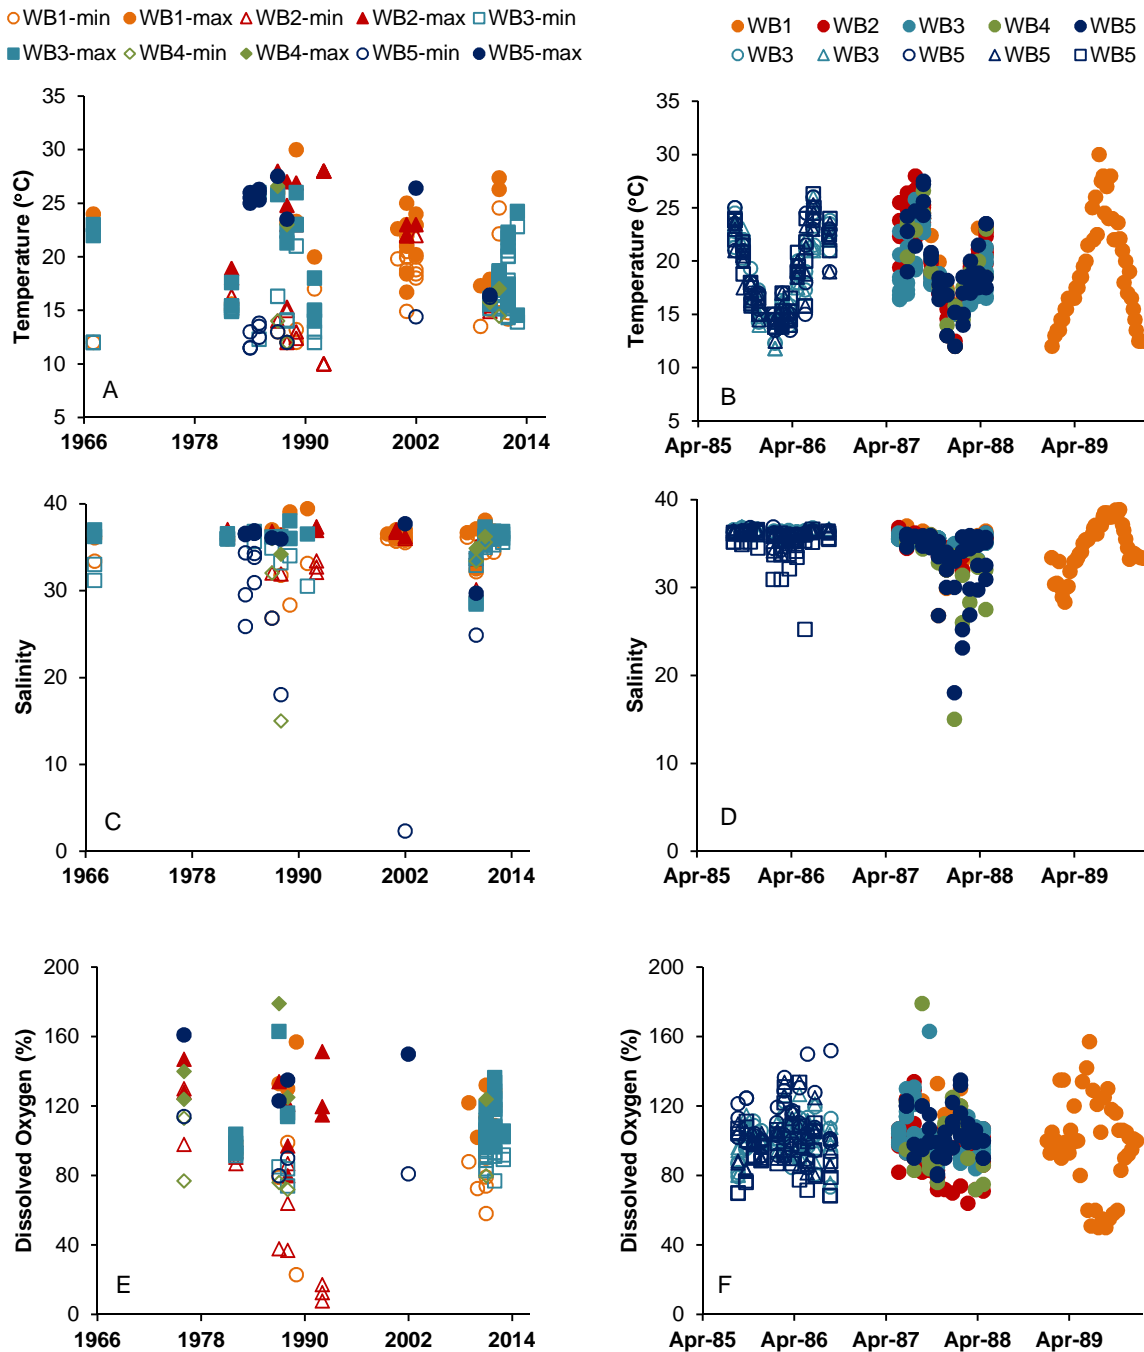 WB1-min WB1-max WB2-min WB2-max WB3-min
WB3-max WB4-min WB4-max WB5-min WB5-max
WB1 WB2 WB3 WB4 WB5
WB3 WB3 WB5 WB5 WB5
35
30
25
20
15
10
5
Temperature (°C)
A
1966 1978 1990 2002 2014
35
30
25
20
15
10
5
Temperature (°C)
B
Apr-85 Apr-86 Apr-87 Apr-88 Apr-89
40
30
20
10
0
Salinity
C
1966 1978 1990 2002 2014
40
30
20
10
0
Salinity
D
Apr-85 Apr-86 Apr-87 Apr-88 Apr-89
200
160
120
80
40
0
Dissolved Oxygen (%)
E
1966 1978 1990 2002 2014
200
160
120
80
40
0
Dissolved Oxygen (%)
F
Apr-85 Apr-86 Apr-87 Apr-88 Apr-89